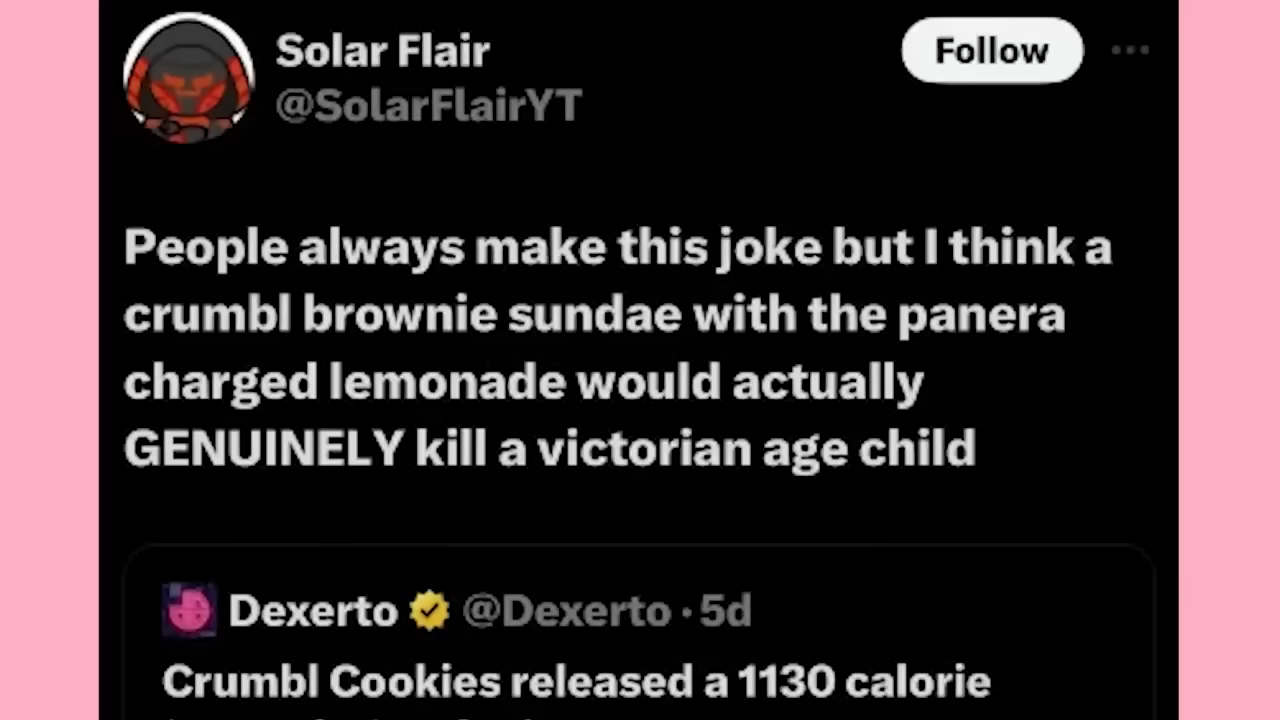 Solar Flair
Follow
@SolarFlairYT
People always make this joke but I think a
crumbl brownie sundae with the panera
charged lemonade would actually
GENUINELY kill a victorian age child
Dexerto @Dexerto · 5d
Crumbl Cookies released a 1130 calorie